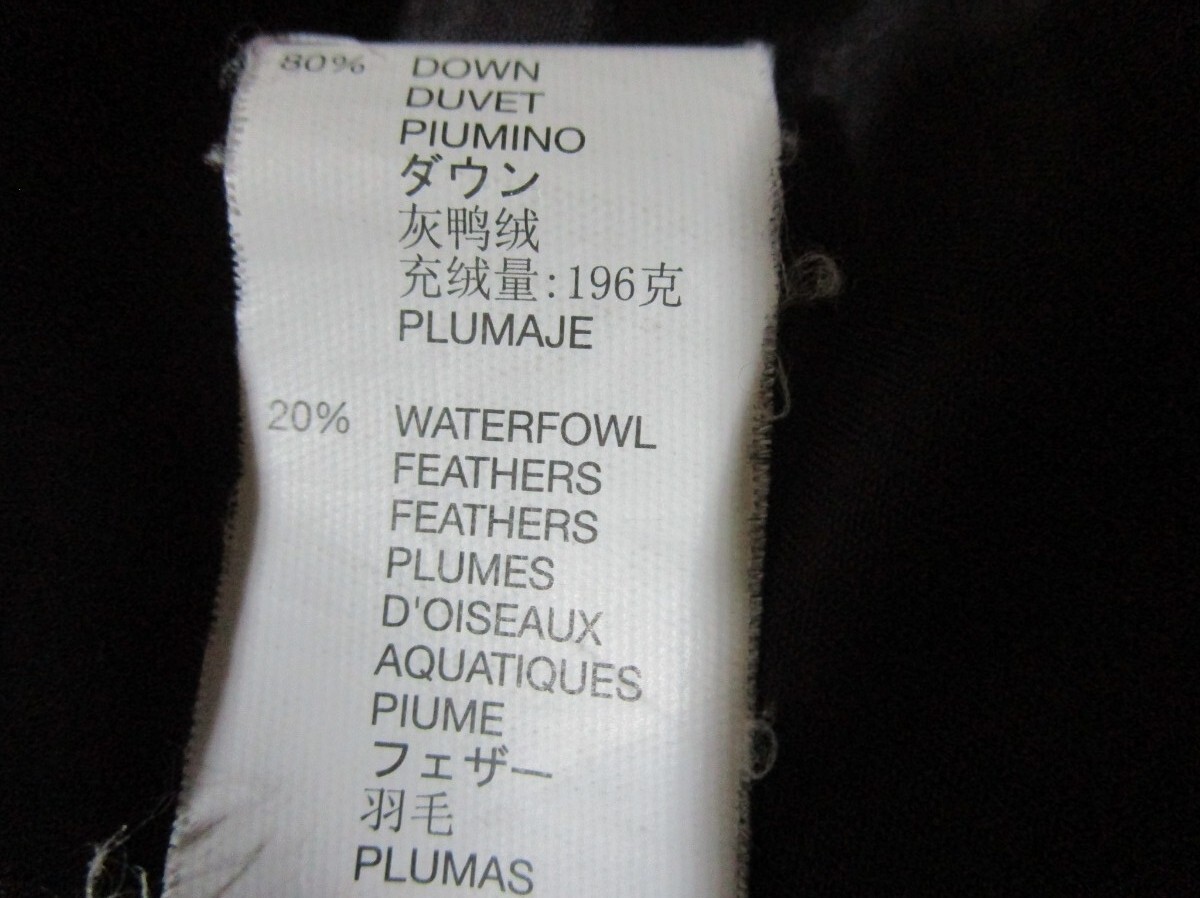 80% DOWN
DUVET
PIUMINO
ダウン
灰鸭绒
充绒量:196克
PLUMAJE
20% WATERFOWL
FEATHERS
FEATHERS
PLUMES
D'OISEAUX
AQUATIQUES
PIUME
フェザー
羽毛
PLUMAS